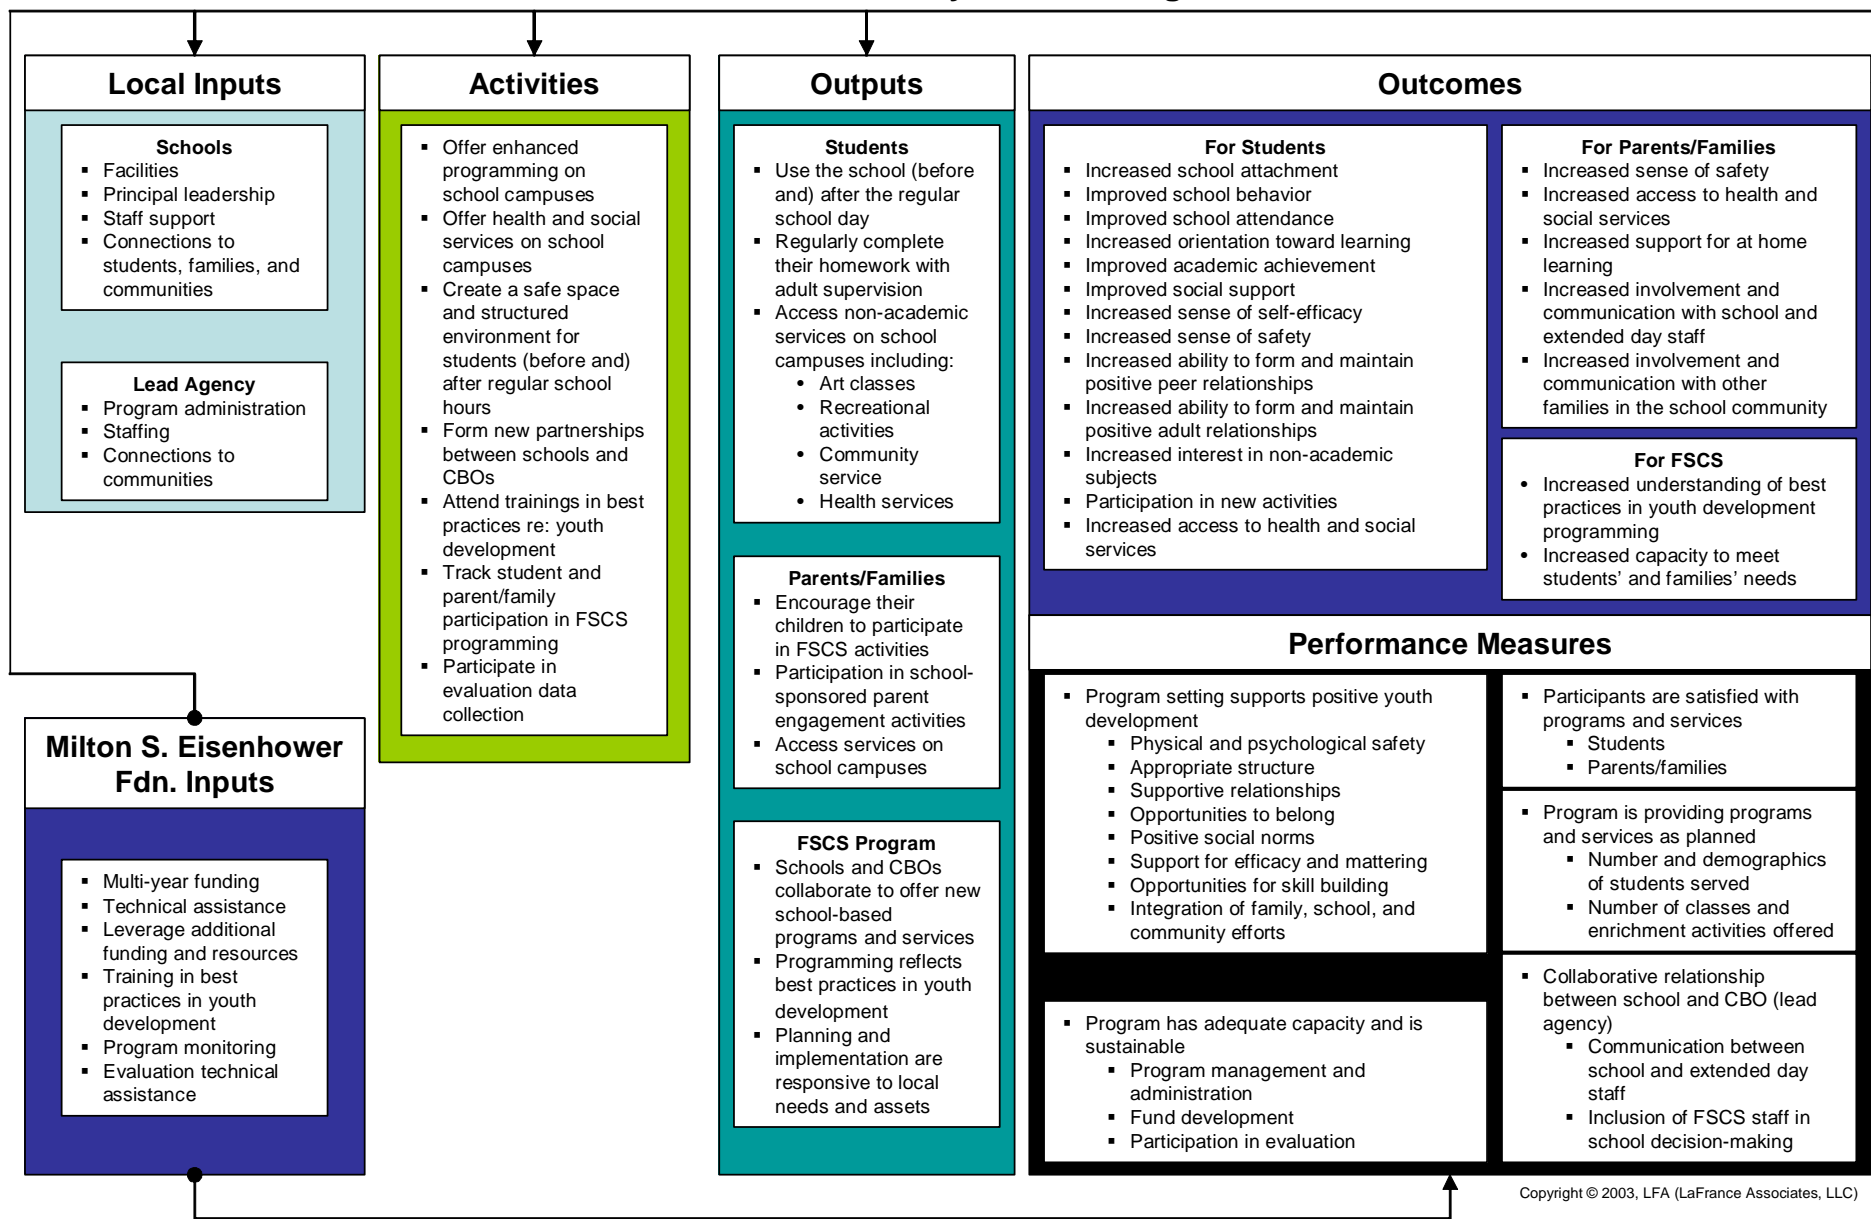 Local Inputs
Schools
▪ Facilities
▪ Principal leadership
▪ Staff support
▪ Connections to
students, families, and
communities
Lead Agency
▪ Program administration
▪ Staffing
▪ Connections to
communities
Milton S. Eisenhower
Fdn. Inputs
▪ Multi-year funding
▪ Technical assistance
▪ Leverage additional
funding and resources
▪ Training in best
practices in youth
development
▪ Program monitoring
▪ Evaluation technical
assistance
Activities
▪ Offer enhanced
programming on
school campuses
▪ Offer health and social
services on school
campuses
▪ Create a safe space
and structured
environment for
students (before and)
after regular school
hours
▪ Form new partnerships
between schools and
CBOs
▪ Attend trainings in best
practices re: youth
development
▪ Track student and
parent/family
participation in FSCS
programming
▪ Participate in
evaluation data
collection
Outputs
Students
▪ Use the school (before
and) after the regular
school day
▪ Regularly complete
their homework with
adult supervision
▪ Access non-academic
services on school
campuses including:
• Art classes
• Recreational
activities
• Community
service
• Health services
Parents/Families
▪ Encourage their
children to participate
in FSCS activities
▪ Participation in school-
sponsored parent
engagement activities
▪ Access services on
school campuses
FSCS Program
▪ Schools and CBOs
collaborate to offer new
school-based
programs and services
▪ Programming reflects
best practices in youth
development
▪ Planning and
implementation are
responsive to local
needs and assets
Outcomes
For Students
▪ Increased school attachment
▪ Improved school behavior
▪ Improved school attendance
▪ Increased orientation toward learning
▪ Improved academic achievement
▪ Improved social support
▪ Increased sense of self-efficacy
▪ Increased sense of safety
▪ Increased ability to form and maintain
positive peer relationships
▪ Increased ability to form and maintain
positive adult relationships
▪ Increased interest in non-academic
subjects
▪ Participation in new activities
▪ Increased access to health and social
services
For Parents/Families
▪ Increased sense of safety
▪ Increased access to health and
social services
▪ Increased support for at home
learning
▪ Increased involvement and
communication with school and
extended day staff
▪ Increased involvement and
communication with other
families in the school community
For FSCS
• Increased understanding of best
practices in youth development
programming
• Increased capacity to meet
students’ and families’ needs
Performance Measures
▪ Program setting supports positive youth
development
▪ Physical and psychological safety
▪ Appropriate structure
▪ Supportive relationships
▪ Opportunities to belong
▪ Positive social norms
▪ Support for efficacy and mattering
▪ Opportunities for skill building
▪ Integration of family, school, and
community efforts
▪ Program has adequate capacity and is
sustainable
▪ Program management and
administration
▪ Fund development
▪ Participation in evaluation
▪ Participants are satisfied with
programs and services
▪ Students
▪ Parents/families
▪ Program is providing programs
and services as planned
▪ Number and demographics
of students served
▪ Number of classes and
enrichment activities offered
▪ Collaborative relationship
between school and CBO (lead
agency)
▪ Communication between
school and extended day
staff
▪ Inclusion of FSCS staff in
school decision-making
Copyright © 2003, LFA (LaFrance Associates, LLC)